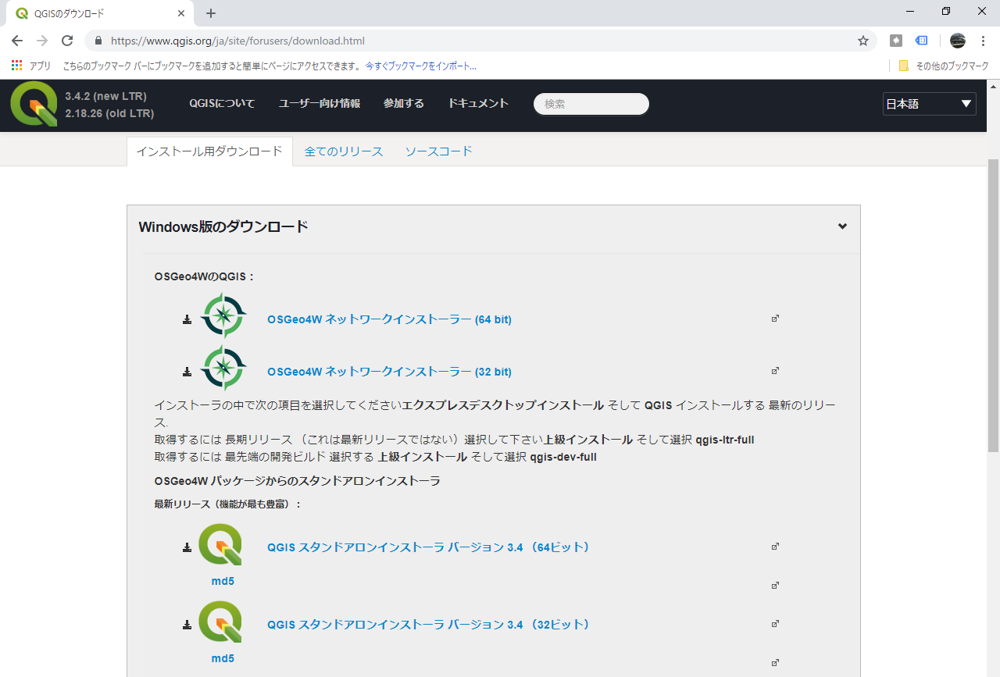 QGISのダウンロード
https://www.qgis.org/ja/site/forusers/download.html
アプリ こちらのブックマーク バーにブックマークを追加すると簡単にページにアクセスできます。 今すぐブックマークをインポート... その他のブックマーク
3.4.2 (new LTR)
2.18.26 (old LTR)
QGISについて ユーザー向け情報 参加する ドキュメント 検索 日本語
インストール用ダウンロード 全てのリリース ソースコード
Windows版のダウンロード
OSGeo4WのQGIS：
OSGeo4W ネットワークインストーラー (64 bit)
OSGeo4W ネットワークインストーラー (32 bit)
インストーラの中で次の項目を選択してくださいエクスプレスデスクトップインストール そして QGIS インストールする 最新のリリー
ス.
取得するには 長期リリース （これは最新リリースではない）選択して下さい上級インストール そして選択 qgis-ltr-full
取得するには 最先端の開発ビルド 選択する 上級インストール そして選択 qgis-dev-full
OSGeo4W パッケージからのスタンドアロンインストーラ
最新リリース（機能が最も豊富）：
QGIS スタンドアロンインストーラ バージョン 3.4 （64ビット）
md5
QGIS スタンドアロンインストーラ バージョン 3.4 （32ビット）
md5